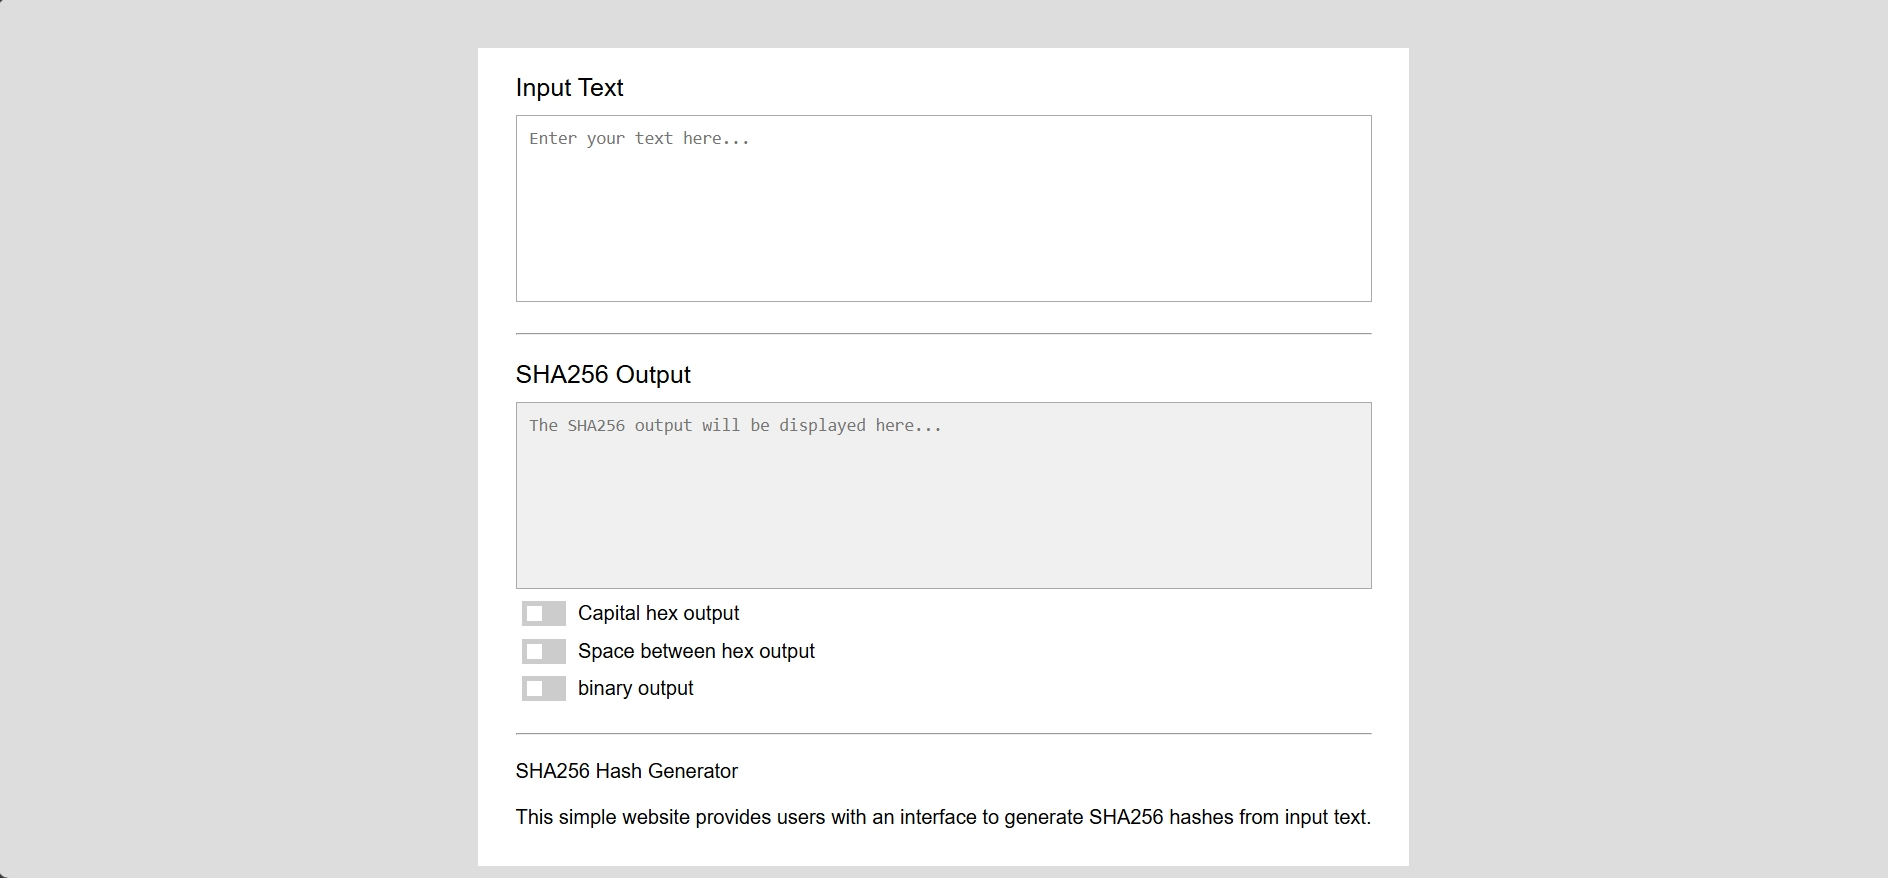 Input Text
Enter your text here...
SHA256 Output
The SHA256 output will be displayed here...
Capital hex output
Space between hex output
binary output
SHA256 Hash Generator
This simple website provides users with an interface to generate SHA256 hashes from input text.